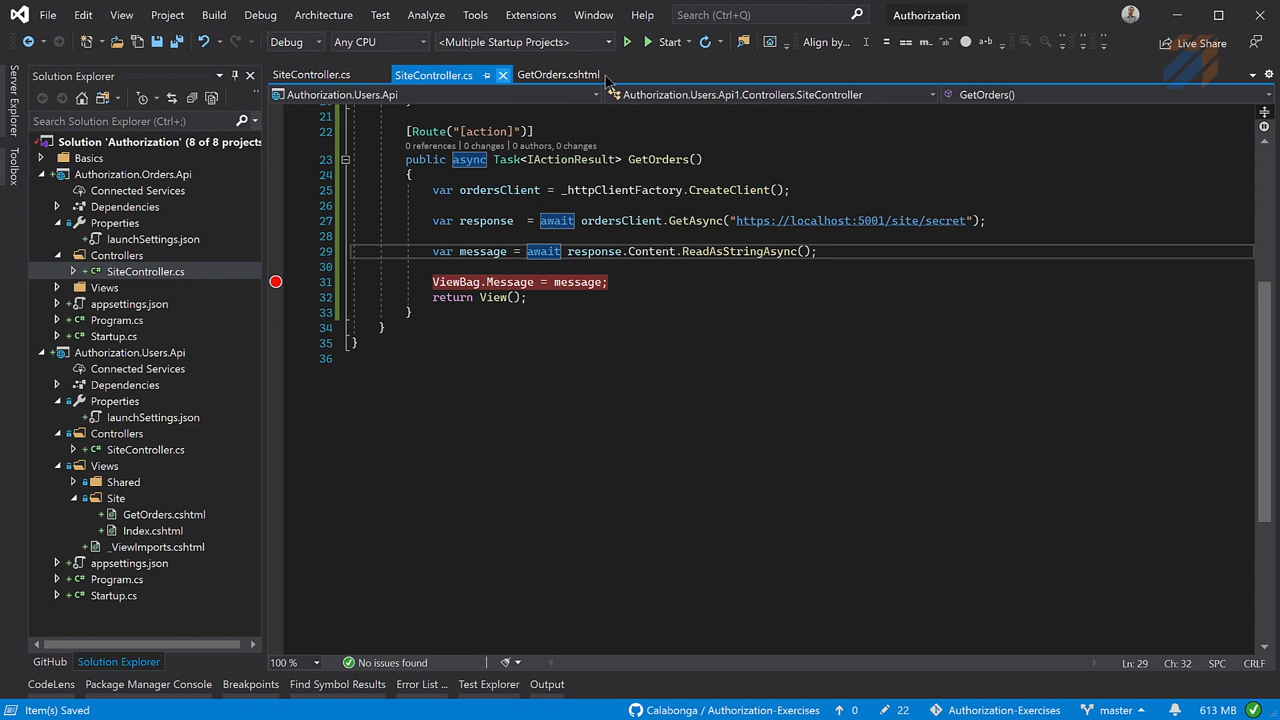 File Edit View Project Build Debug Architecture Test Analyze Tools Extensions Window Help Search (Ctrl+Q) Authorization
Debug Any CPU <Multiple Startup Projects> Start Align by... Live Share
Server Explorer
Toolbox
Solution Explorer
Search Solution Explorer (Ctrl+;)
Solution 'Authorization' (8 of 8 projects
Basics
Authorization.Orders.Api
Connected Services
Dependencies
Properties
launchSettings.json
Controllers
SiteController.cs
Views
appsettings.json
Program.cs
Startup.cs
Authorization.Users.Api
Connected Services
Dependencies
Properties
launchSettings.json
Controllers
SiteController.cs
Views
Shared
Site
GetOrders.cshtml
Index.cshtml
_ViewImports.cshtml
appsettings.json
Program.cs
Startup.cs
GitHub Solution Explorer
SiteController.cs SiteController.cs GetOrders.cshtml
Authorization.Users.Api Authorization.Users.Api1.Controllers.SiteController GetOrders()
21
22 [Route("[action]")]
0 references | 0 changes | 0 authors, 0 changes
23 public async Task<IActionResult> GetOrders()
24 {
25 var ordersClient = _httpClientFactory.CreateClient();
26
27 var response = await ordersClient.GetAsync("https://localhost:5001/site/secret");
28
29 var message = await response.Content.ReadAsStringAsync();
30
31 ViewBag.Message = message;
32 return View();
33 }
34 }
35 }
36
100 % No issues found Ln: 29 Ch: 32 SPC CRLF
CodeLens Package Manager Console Breakpoints Find Symbol Results Error List ... Test Explorer Output
Item(s) Saved Calabonga / Authorization-Exercises 0 22 Authorization-Exercises master 613 MB